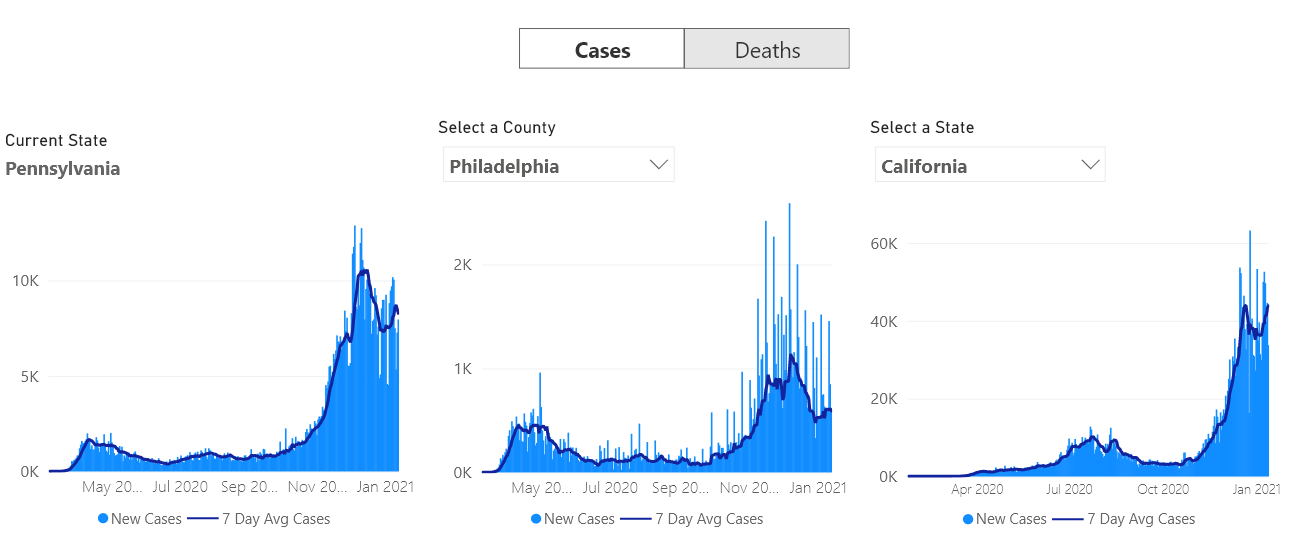 Cases Deaths
Current State
Pennsylvania
10K
5K
0K
May 20... Jul 2020 Sep 20... Nov 20... Jan 2021
New Cases 7 Day Avg Cases
Select a County
Philadelphia
2K
1K
0K
May 20... Jul 2020 Sep 20... Nov 20... Jan 2021
New Cases 7 Day Avg Cases
Select a State
California
60K
40K
20K
0K
Apr 2020 Jul 2020 Oct 2020 Jan 2021
New Cases 7 Day Avg Cases